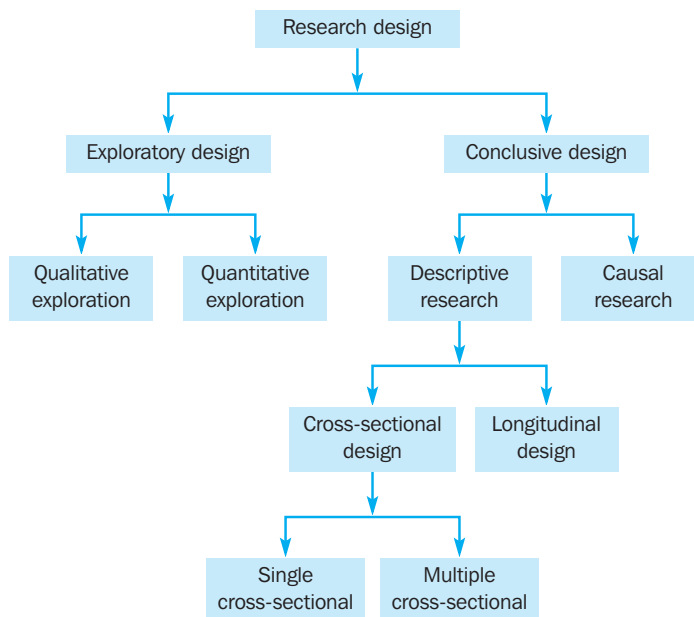 Research design
Exploratory design
Conclusive design
Qualitative
exploration
Quantitative
exploration
Descriptive
research
Causal
research
Cross-sectional
design
Longitudinal
design
Single
cross-sectional
Multiple
cross-sectional